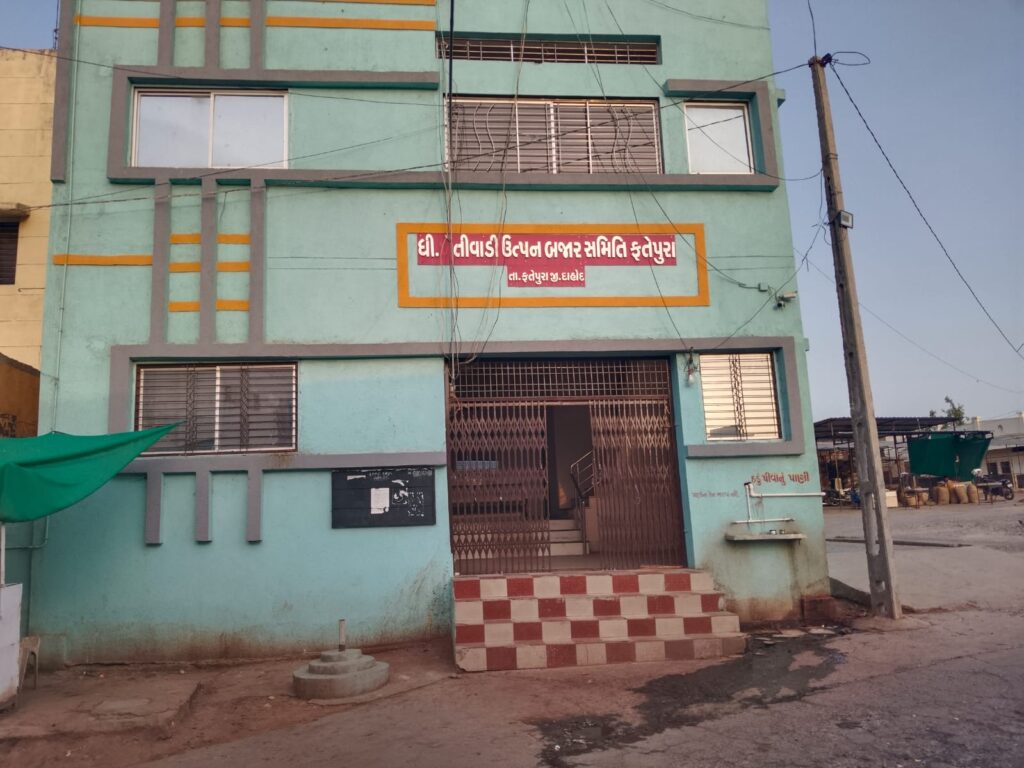 ધી. તીવાડી ઉત્પન બજાર સમિતિ ફતેપુરા
તા. ફતેપુરા જી. દાહોદ
ઠંડું પીવાનું પાણી